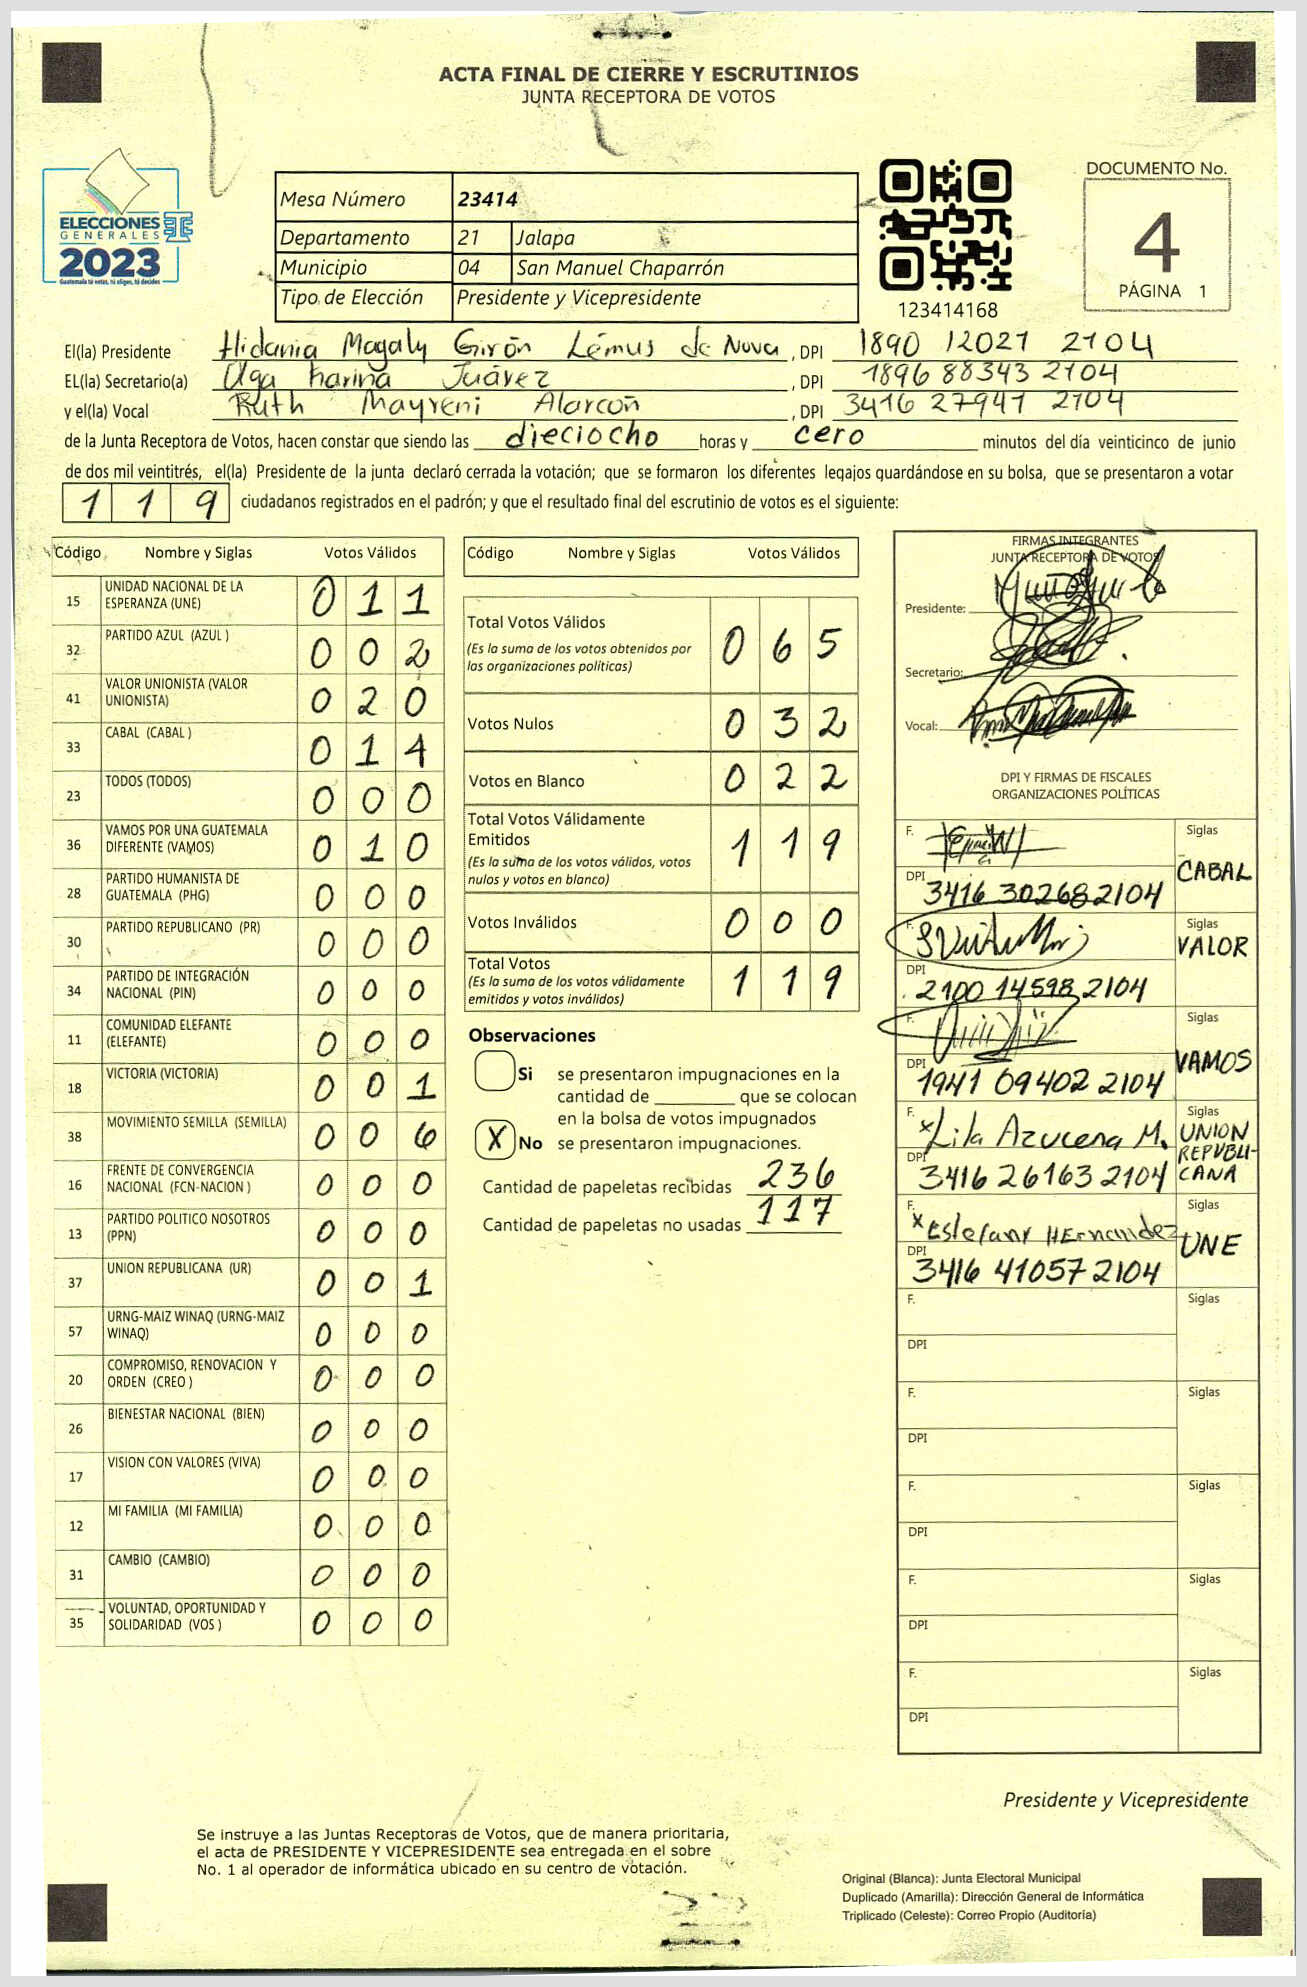 ACTA FINAL DE CIERRE Y ESCRUTINIOS
JUNTA RECEPTORA DE VOTOS
ELECCIONES
GENERALES
2023
Guatemala tú votas, tú eliges, tú decides
Mesa Número 23414
Departamento 21 Jalapa
Municipio 04 San Manuel Chaparrón
Tipo de Elección Presidente y Vicepresidente
123414168
DOCUMENTO No.
4
PÁGINA 1
El(la) Presidente Hidania Magaly Girón Lémus de Nova, DPI 1890 12021 2104
EL(la) Secretario(a) Olga Karina Juárez, DPI 1896 88343 2104
y el(la) Vocal Ruth Mayreni Alarcón, DPI 3416 27941 2104
de la Junta Receptora de Votos, hacen constar que siendo las dieciocho horas y cero minutos del día veinticinco de junio
de dos mil veintitrés, el(la) Presidente de la junta declaró cerrada la votación; que se formaron los diferentes legajos guardándose en su bolsa, que se presentaron a votar
119 ciudadanos registrados en el padrón; y que el resultado final del escrutinio de votos es el siguiente:
Código Nombre y Siglas Votos Válidos
15 UNIDAD NACIONAL DE LA ESPERANZA (UNE) 0 1 1
32 PARTIDO AZUL (AZUL ) 0 0 2
41 VALOR UNIONISTA (VALOR UNIONISTA) 0 2 0
33 CABAL (CABAL ) 0 1 4
23 TODOS (TODOS) 0 0 0
36 VAMOS POR UNA GUATEMALA DIFERENTE (VAMOS) 0 1 0
28 PARTIDO HUMANISTA DE GUATEMALA (PHG) 0 0 0
30 PARTIDO REPUBLICANO (PR) 0 0 0
34 PARTIDO DE INTEGRACIÓN NACIONAL (PIN) 0 0 0
11 COMUNIDAD ELEFANTE (ELEFANTE) 0 0 0
18 VICTORIA (VICTORIA) 0 0 1
38 MOVIMIENTO SEMILLA (SEMILLA) 0 0 6
16 FRENTE DE CONVERGENCIA NACIONAL (FCN-NACION ) 0 0 0
13 PARTIDO POLITICO NOSOTROS (PPN) 0 0 0
37 UNION REPUBLICANA (UR) 0 0 1
57 URNG-MAIZ WINAQ (URNG-MAIZ WINAQ) 0 0 0
20 COMPROMISO, RENOVACION Y ORDEN (CREO ) 0 0 0
26 BIENESTAR NACIONAL (BIEN) 0 0 0
17 VISION CON VALORES (VIVA) 0 0 0
12 MI FAMILIA (MI FAMILIA) 0 0 0
31 CAMBIO (CAMBIO) 0 0 0
35 VOLUNTAD, OPORTUNIDAD Y SOLIDARIDAD (VOS ) 0 0 0
Código Nombre y Siglas Votos Válidos
Total Votos Válidos 0 6 5
(Es la suma de los votos obtenidos por
las organizaciones políticas)
Votos Nulos 0 3 2
Votos en Blanco 0 2 2
Total Votos Válidamente
Emitidos 1 1 9
(Es la suma de los votos válidos, votos
nulos y votos en blanco)
Votos Inválidos 0 0 0
Total Votos 1 1 9
(Es la suma de los votos válidamente
emitidos y votos inválidos)
Observaciones
Si se presentaron impugnaciones en la
cantidad de ________ que se colocan
en la bolsa de votos impugnados
X No se presentaron impugnaciones.
Cantidad de papeletas recibidas 236
Cantidad de papeletas no usadas 117
FIRMAS INTEGRANTES
JUNTA RECEPTORA DE VOTOS
Presidente:
Secretario:
Vocal:
DPI Y FIRMAS DE FISCALES
ORGANIZACIONES POLÍTICAS
F. Siglas CABAL
DPI 3416 30268 2104
F. Siglas VALOR
DPI 2100 14598 2104
F. Siglas VAMOS
DPI 1941 09402 2104
F. x Lila Azucena M. Siglas UNION REPUBLI-CANA
DPI 3416 26163 2104
F. x Estefany HErnandez Siglas UNE
DPI 3416 41057 2104
F. Siglas
DPI
F. Siglas
DPI
F. Siglas
DPI
F. Siglas
DPI
F. Siglas
DPI
Presidente y Vicepresidente
Se instruye a las Juntas Receptoras de Votos, que de manera prioritaria,
el acta de PRESIDENTE Y VICEPRESIDENTE sea entregada en el sobre
No. 1 al operador de informática ubicado en su centro de votación.
Original (Blanca): Junta Electoral Municipal
Duplicado (Amarilla): Dirección General de Informática
Triplicado (Celeste): Correo Propio (Auditoría)